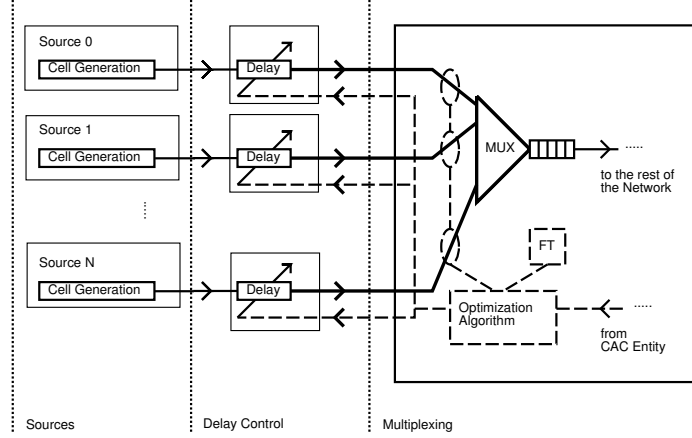 Source 0
Cell Generation
Delay
Source 1
Cell Generation
Delay
MUX
.....
to the rest of
the Network
Source N
Cell Generation
Delay
FT
Optimization
Algorithm
.....
from
CAC Entity
Sources
Delay Control
Multiplexing